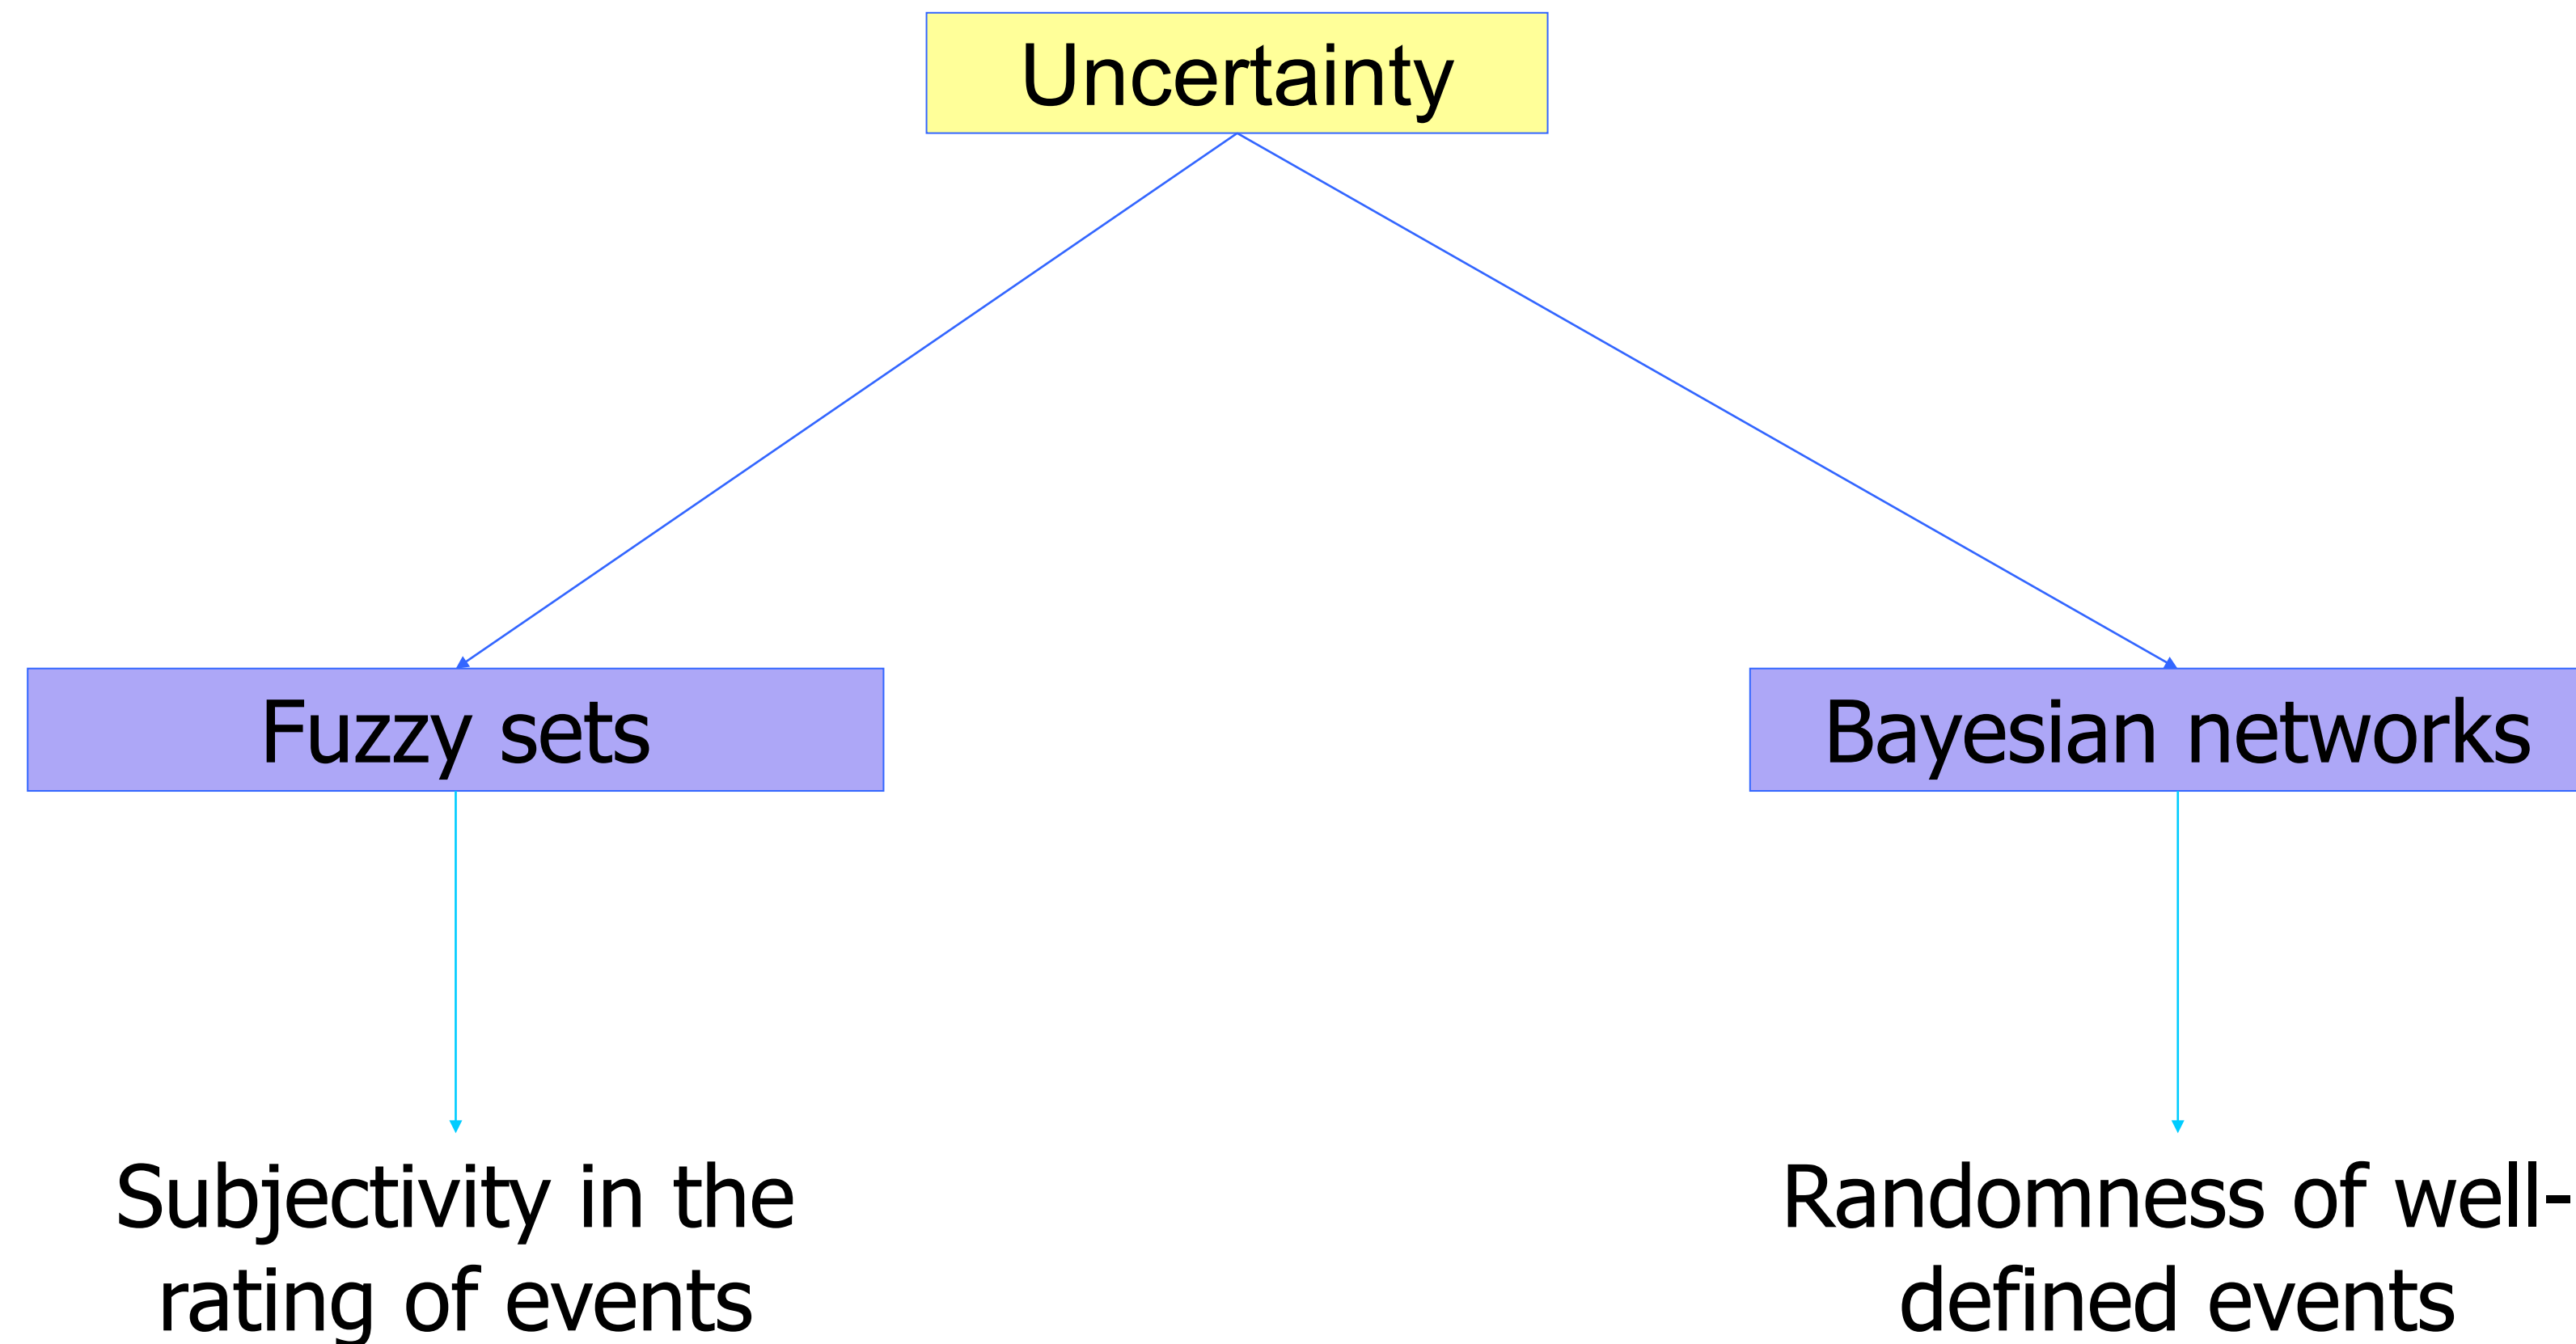 Uncertainty
Fuzzy sets
Bayesian networks
Subjectivity in the
rating of events
Randomness of well-
defined events